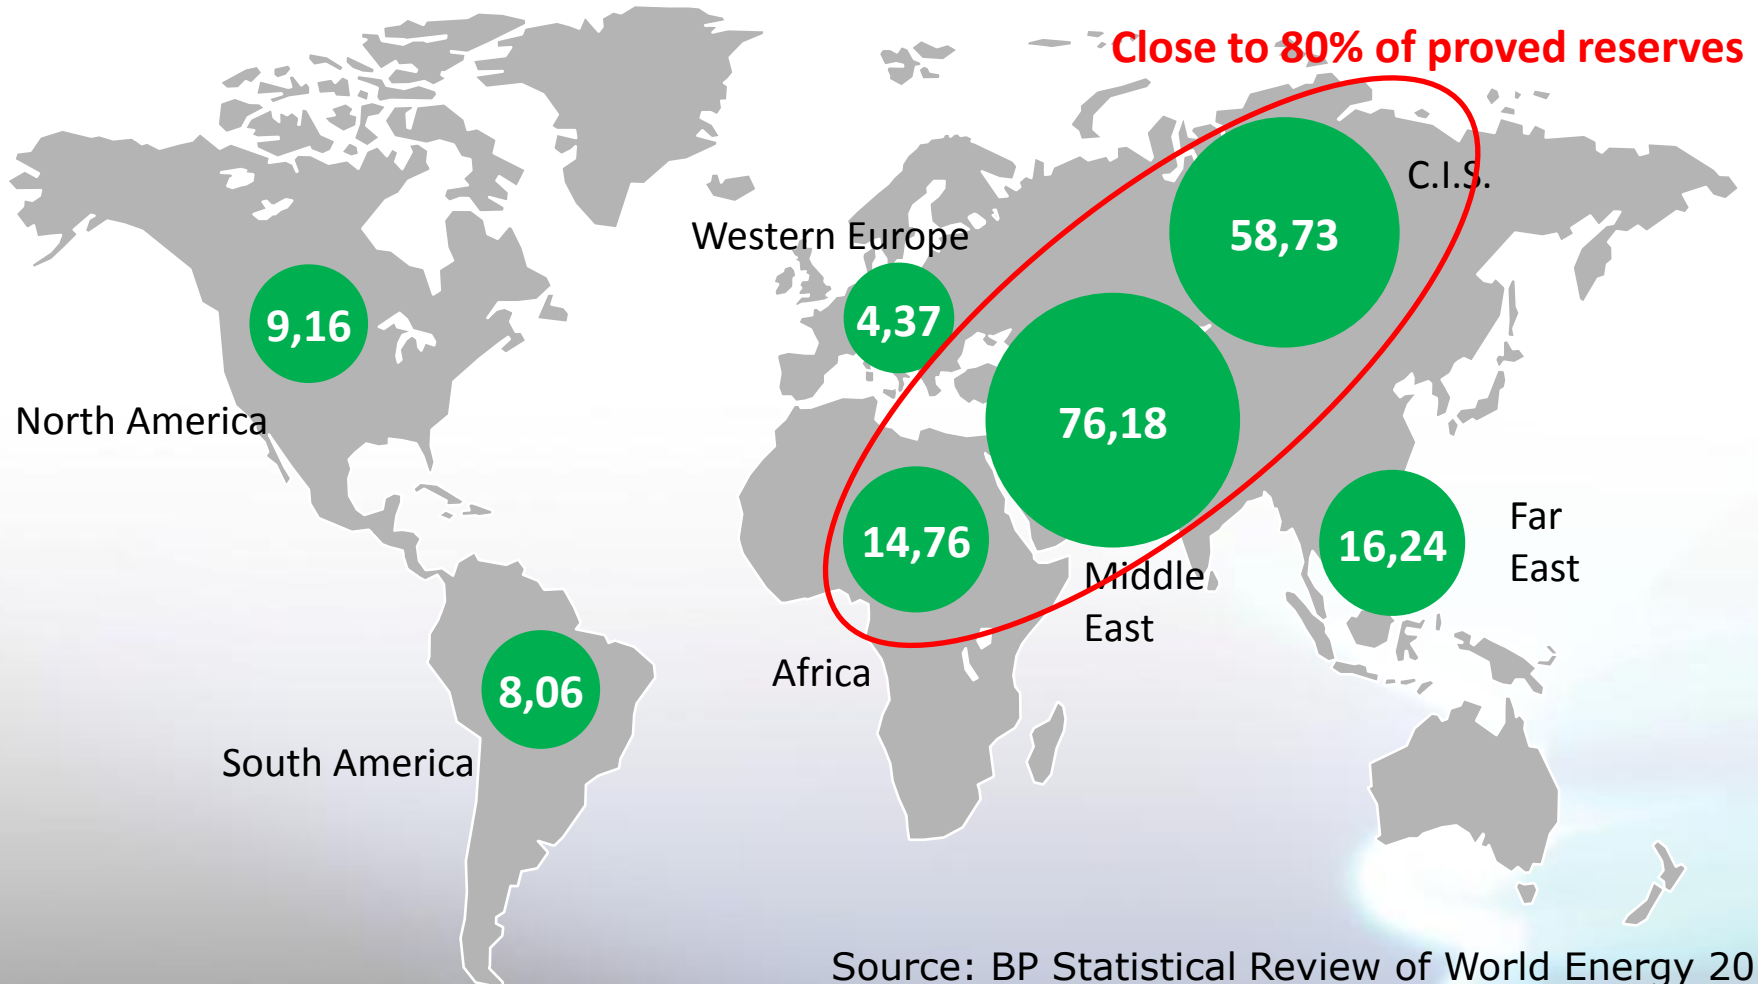 Close to 80% of proved reserves
C.I.S.
58,73
Western Europe
4,37
9,16
North America
76,18
14,76
16,24
Far
East
Middle
East
Africa
8,06
South America
Source: BP Statistical Review of World Energy 20